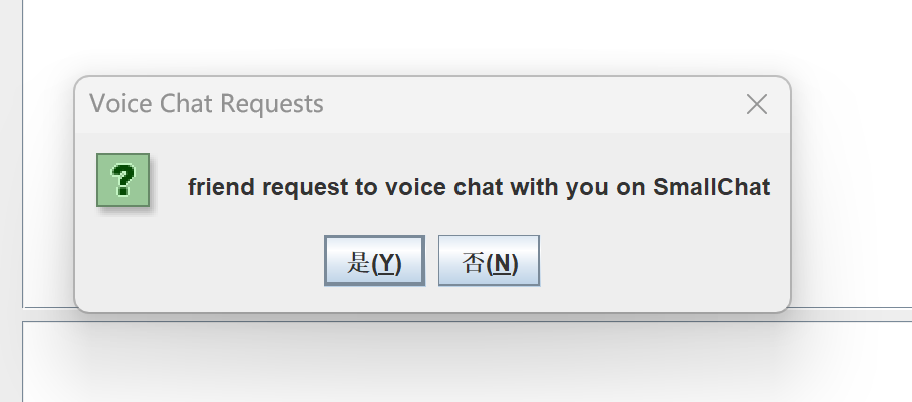 Voice Chat Requests
?
friend request to voice chat with you on SmallChat
是(Y) 否(N)